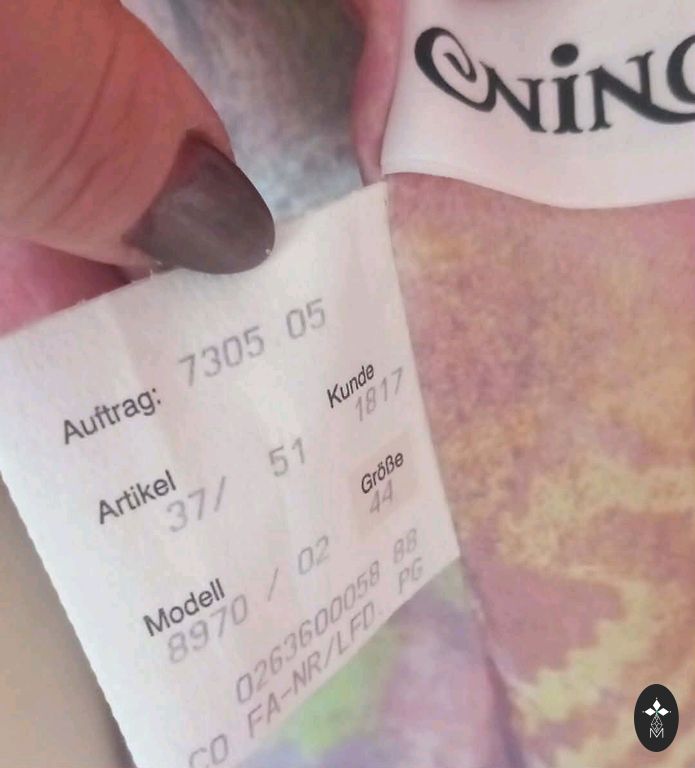 NINO
Auftrag: 7305 05
Kunde
1817
Artikel
37/ 51
Größe
44
Modell
8970 / 02
0263600058 88
CO FA-NR/LFD. PG
M